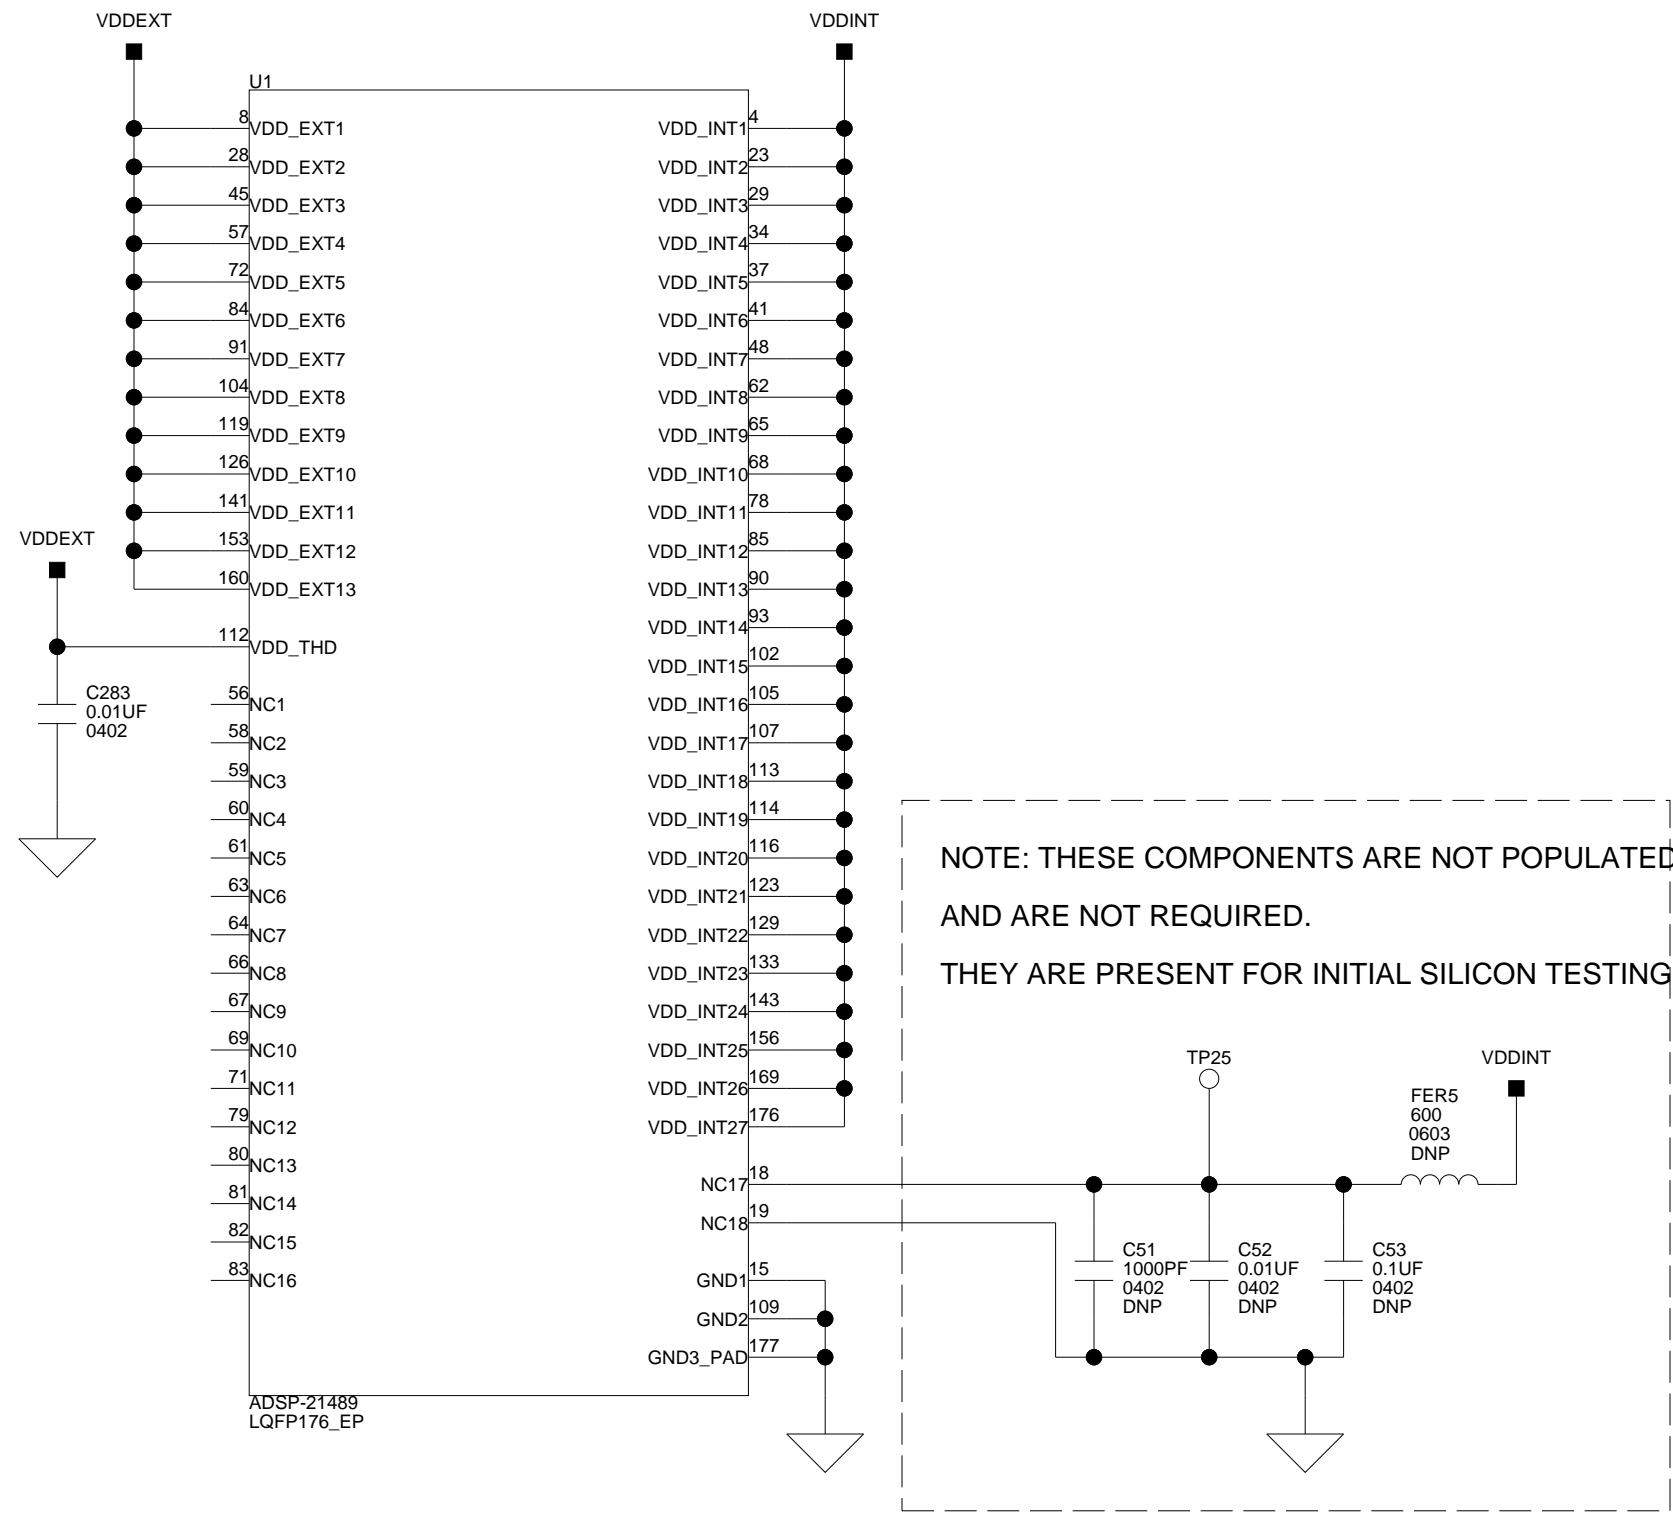 VDDEXT
VDDINT
U1
8 VDD_EXT1
28 VDD_EXT2
45 VDD_EXT3
57 VDD_EXT4
72 VDD_EXT5
84 VDD_EXT6
91 VDD_EXT7
104 VDD_EXT8
119 VDD_EXT9
126 VDD_EXT10
141 VDD_EXT11
153 VDD_EXT12
160 VDD_EXT13
VDDEXT
112 VDD_THD
C283
0.01UF
0402
56 NC1
58 NC2
59 NC3
60 NC4
61 NC5
63 NC6
64 NC7
66 NC8
67 NC9
69 NC10
71 NC11
79 NC12
80 NC13
81 NC14
82 NC15
83 NC16
VDD_INT1 4
VDD_INT2 23
VDD_INT3 29
VDD_INT4 34
VDD_INT5 37
VDD_INT6 41
VDD_INT7 48
VDD_INT8 62
VDD_INT9 65
VDD_INT10 68
VDD_INT11 78
VDD_INT12 85
VDD_INT13 90
VDD_INT14 93
VDD_INT15 102
VDD_INT16 105
VDD_INT17 107
VDD_INT18 113
VDD_INT19 114
VDD_INT20 116
VDD_INT21 123
VDD_INT22 129
VDD_INT23 133
VDD_INT24 143
VDD_INT25 156
VDD_INT26 169
VDD_INT27 176
NC17 18
NC18 19
GND1 15
GND2 109
GND3_PAD 177
ADSP-21489
LQFP176_EP
NOTE: THESE COMPONENTS ARE NOT POPULATED
AND ARE NOT REQUIRED.
THEY ARE PRESENT FOR INITIAL SILICON TESTING
TP25
VDDINT
FER5
600
0603
DNP
C51
1000PF
0402
DNP
C52
0.01UF
0402
DNP
C53
0.1UF
0402
DNP